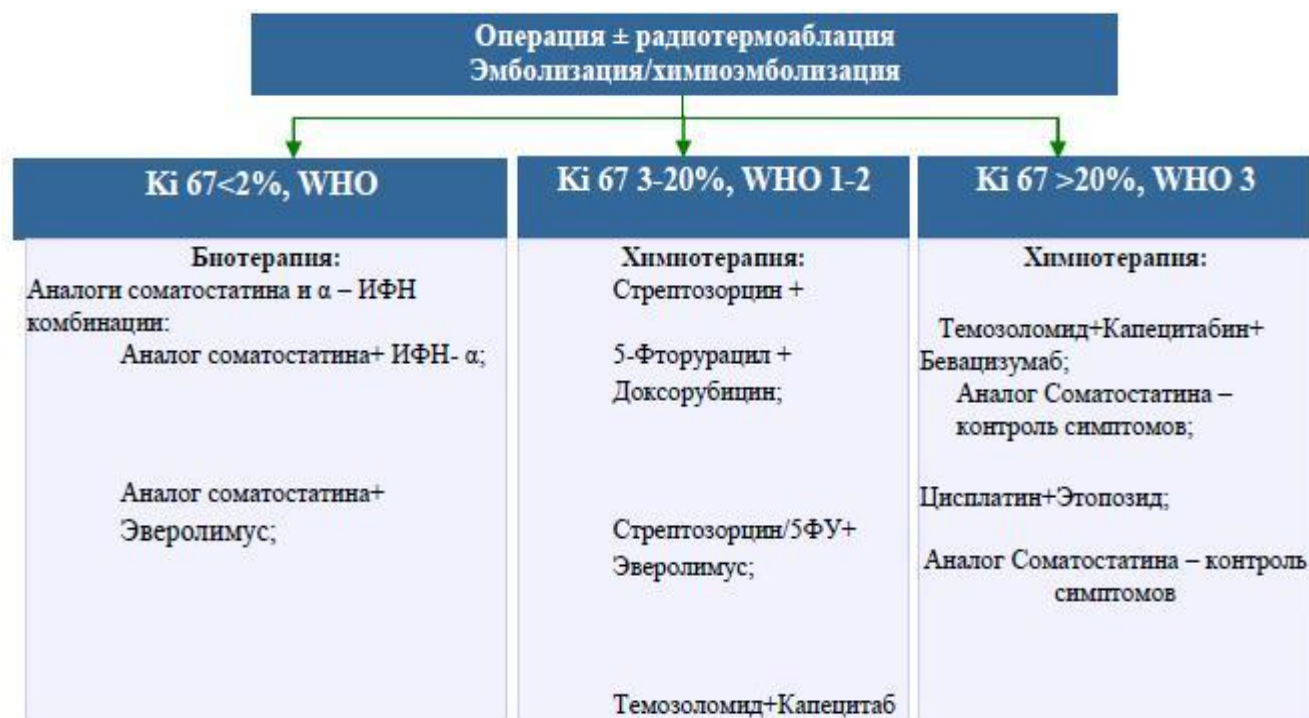 Операция ± радиотермоаблация
Эмболизация/химиоэмболизация
Ki 67<2%, WHO
Биотерапия:
Аналоги соматостатина и α – ИФН
комбинации:
Аналог соматостатина+ ИФН- α;
Аналог соматостатина+
Эверолимус;
Ki 67 3-20%, WHO 1-2
Химиотерапия:
Стрептозорцин +
5-Фторурацил +
Доксорубицин;
Стрептозорцин/5ФУ+
Эверолимус;
Темозоломид+Капецитаб
Ki 67 >20%, WHO 3
Химиотерапия:
Темозоломид+Капецитабин+
Бевацизумаб;
Аналог Соматостатина –
контроль симптомов;
Цисплатин+Этопозид;
Аналог Соматостатина – контроль
симптомов